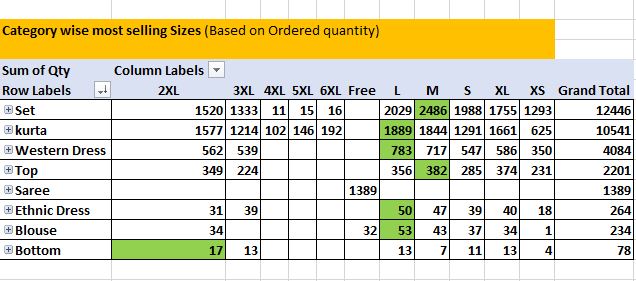 Category wise most selling Sizes (Based on Ordered quantity)
Sum of Qty Column Labels
Row Labels 2XL 3XL 4XL 5XL 6XL Free L M S XL XS Grand Total
Set 1520 1333 11 15 16 2029 2486 1988 1755 1293 12446
kurta 1577 1214 102 146 192 1889 1844 1291 1661 625 10541
Western Dress 562 539 783 717 547 586 350 4084
Top 349 224 356 382 285 374 231 2201
Saree 1389 1389
Ethnic Dress 31 39 50 47 39 40 18 264
Blouse 34 32 53 43 37 34 1 234
Bottom 17 13 13 7 11 13 4 78